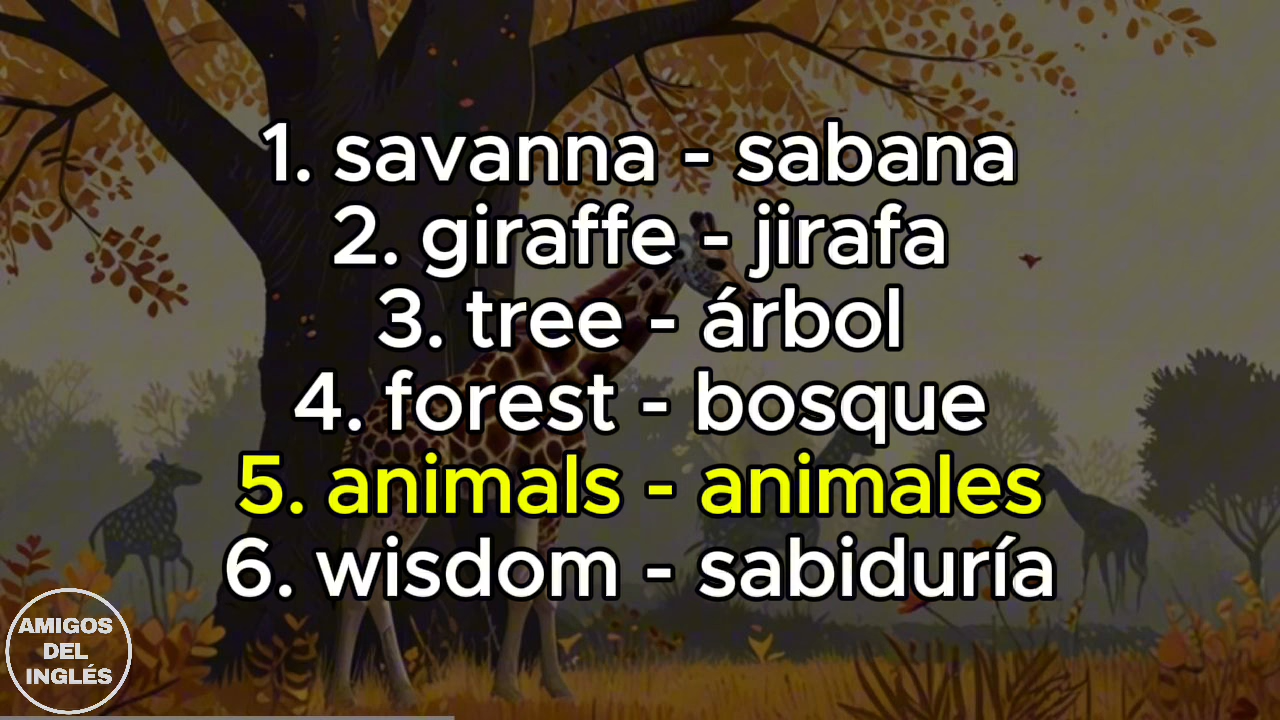 1. savanna - sabana
2. giraffe - jirafa
3. tree - árbol
4. forest - bosque
5. animals - animales
6. wisdom - sabiduría
AMIGOS
DEL
INGLÉS